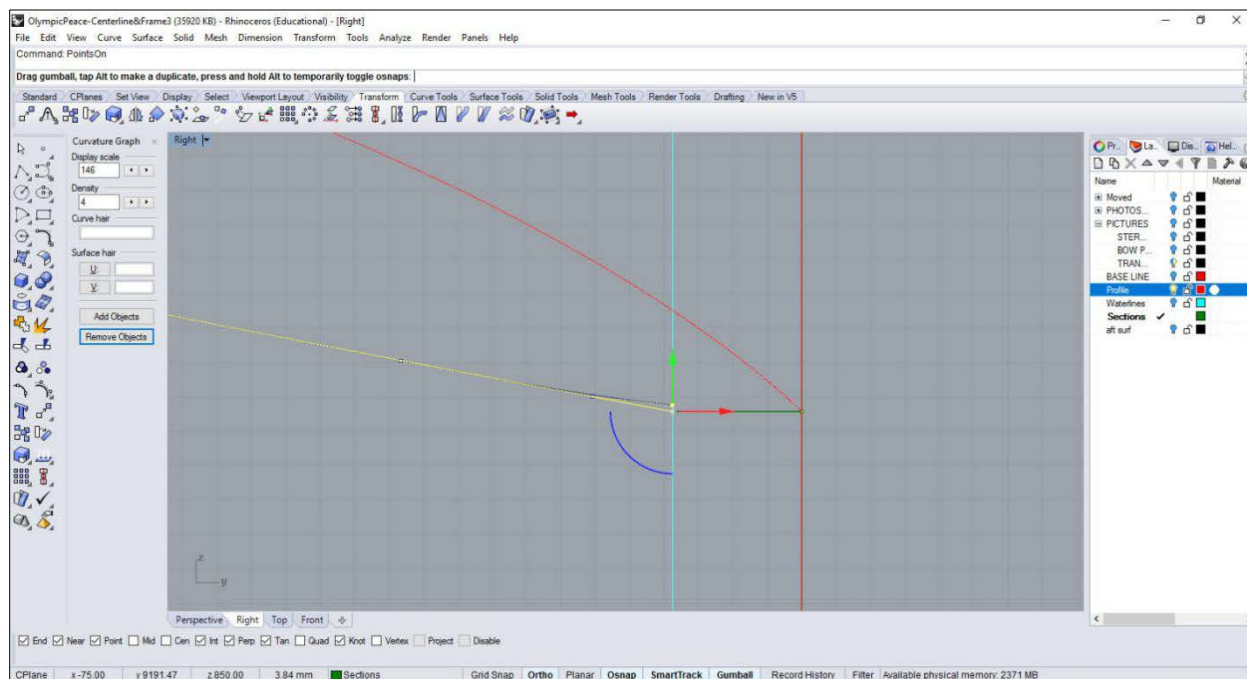 OlympicPeace-Centerline&Frame3 (35920 KB) - Rhinoceros (Educational) - [Right]
File Edit View Curve Surface Solid Mesh Dimension Transform Tools Analyze Render Panels Help
Command: PointsOn
Drag gumball, tap Alt to make a duplicate, press and hold Alt to temporarily toggle osnaps:
Standard CPlanes Set View Display Select Viewport Layout Visibility Transform Curve Tools Surface Tools Solid Tools Mesh Tools Render Tools Drafting New in V5
Curvature Graph
Display scale
146
Density
4
Curve hair
Surface hair
U:
V:
Add Objects
Remove Objects
Right
z
y
Pr.. La.. Dis.. Hel..
Name Material
Moved
PHOTOS...
PICTURES
STER...
BOW P...
TRAN...
BASE LINE
Profile
Waterlines
Sections
aft surf
Perspective Right Top Front
End Near Point Mid Cen Int Perp Tan Quad Knot Vertex Project Disable
CPlane x -75.00 y 9191.47 z 850.00 3.84 mm Sections Grid Snap Ortho Planar Osnap SmartTrack Gumball Record History Filter Available physical memory: 2371 MB